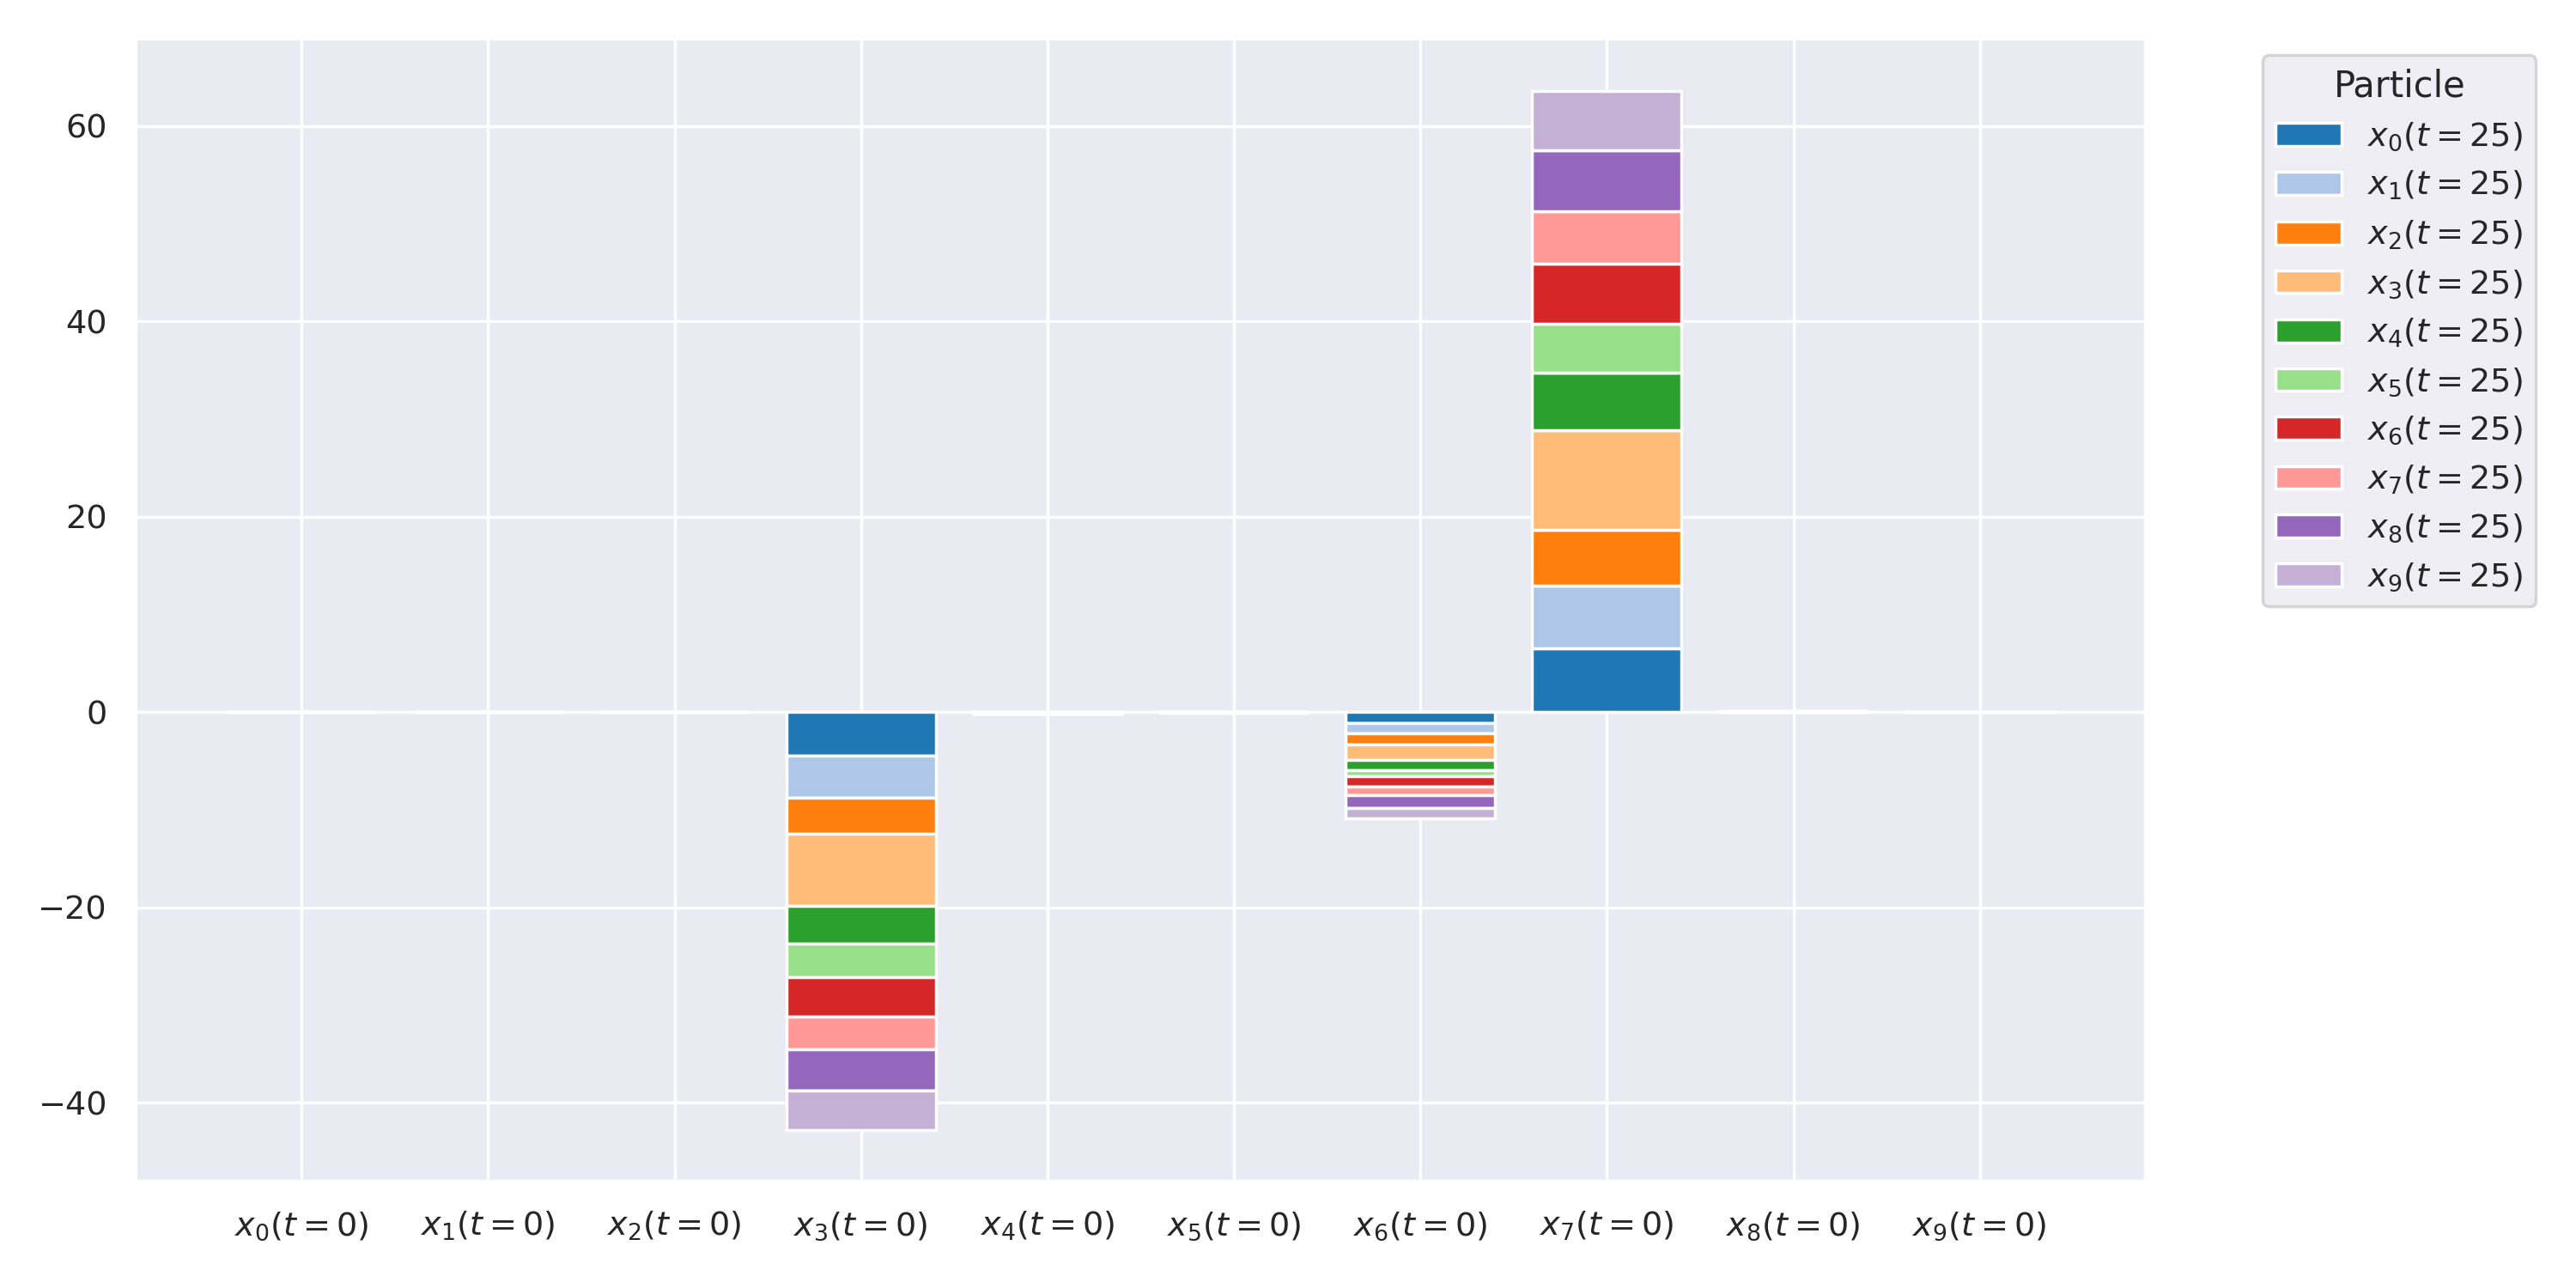 60
40
20
0
−20
−40
x₀(t = 0) x₁(t = 0) x₂(t = 0) x₃(t = 0) x₄(t = 0) x₅(t = 0) x₆(t = 0) x₇(t = 0) x₈(t = 0) x₉(t = 0)
Particle
x₀(t = 25)
x₁(t = 25)
x₂(t = 25)
x₃(t = 25)
x₄(t = 25)
x₅(t = 25)
x₆(t = 25)
x₇(t = 25)
x₈(t = 25)
x₉(t = 25)